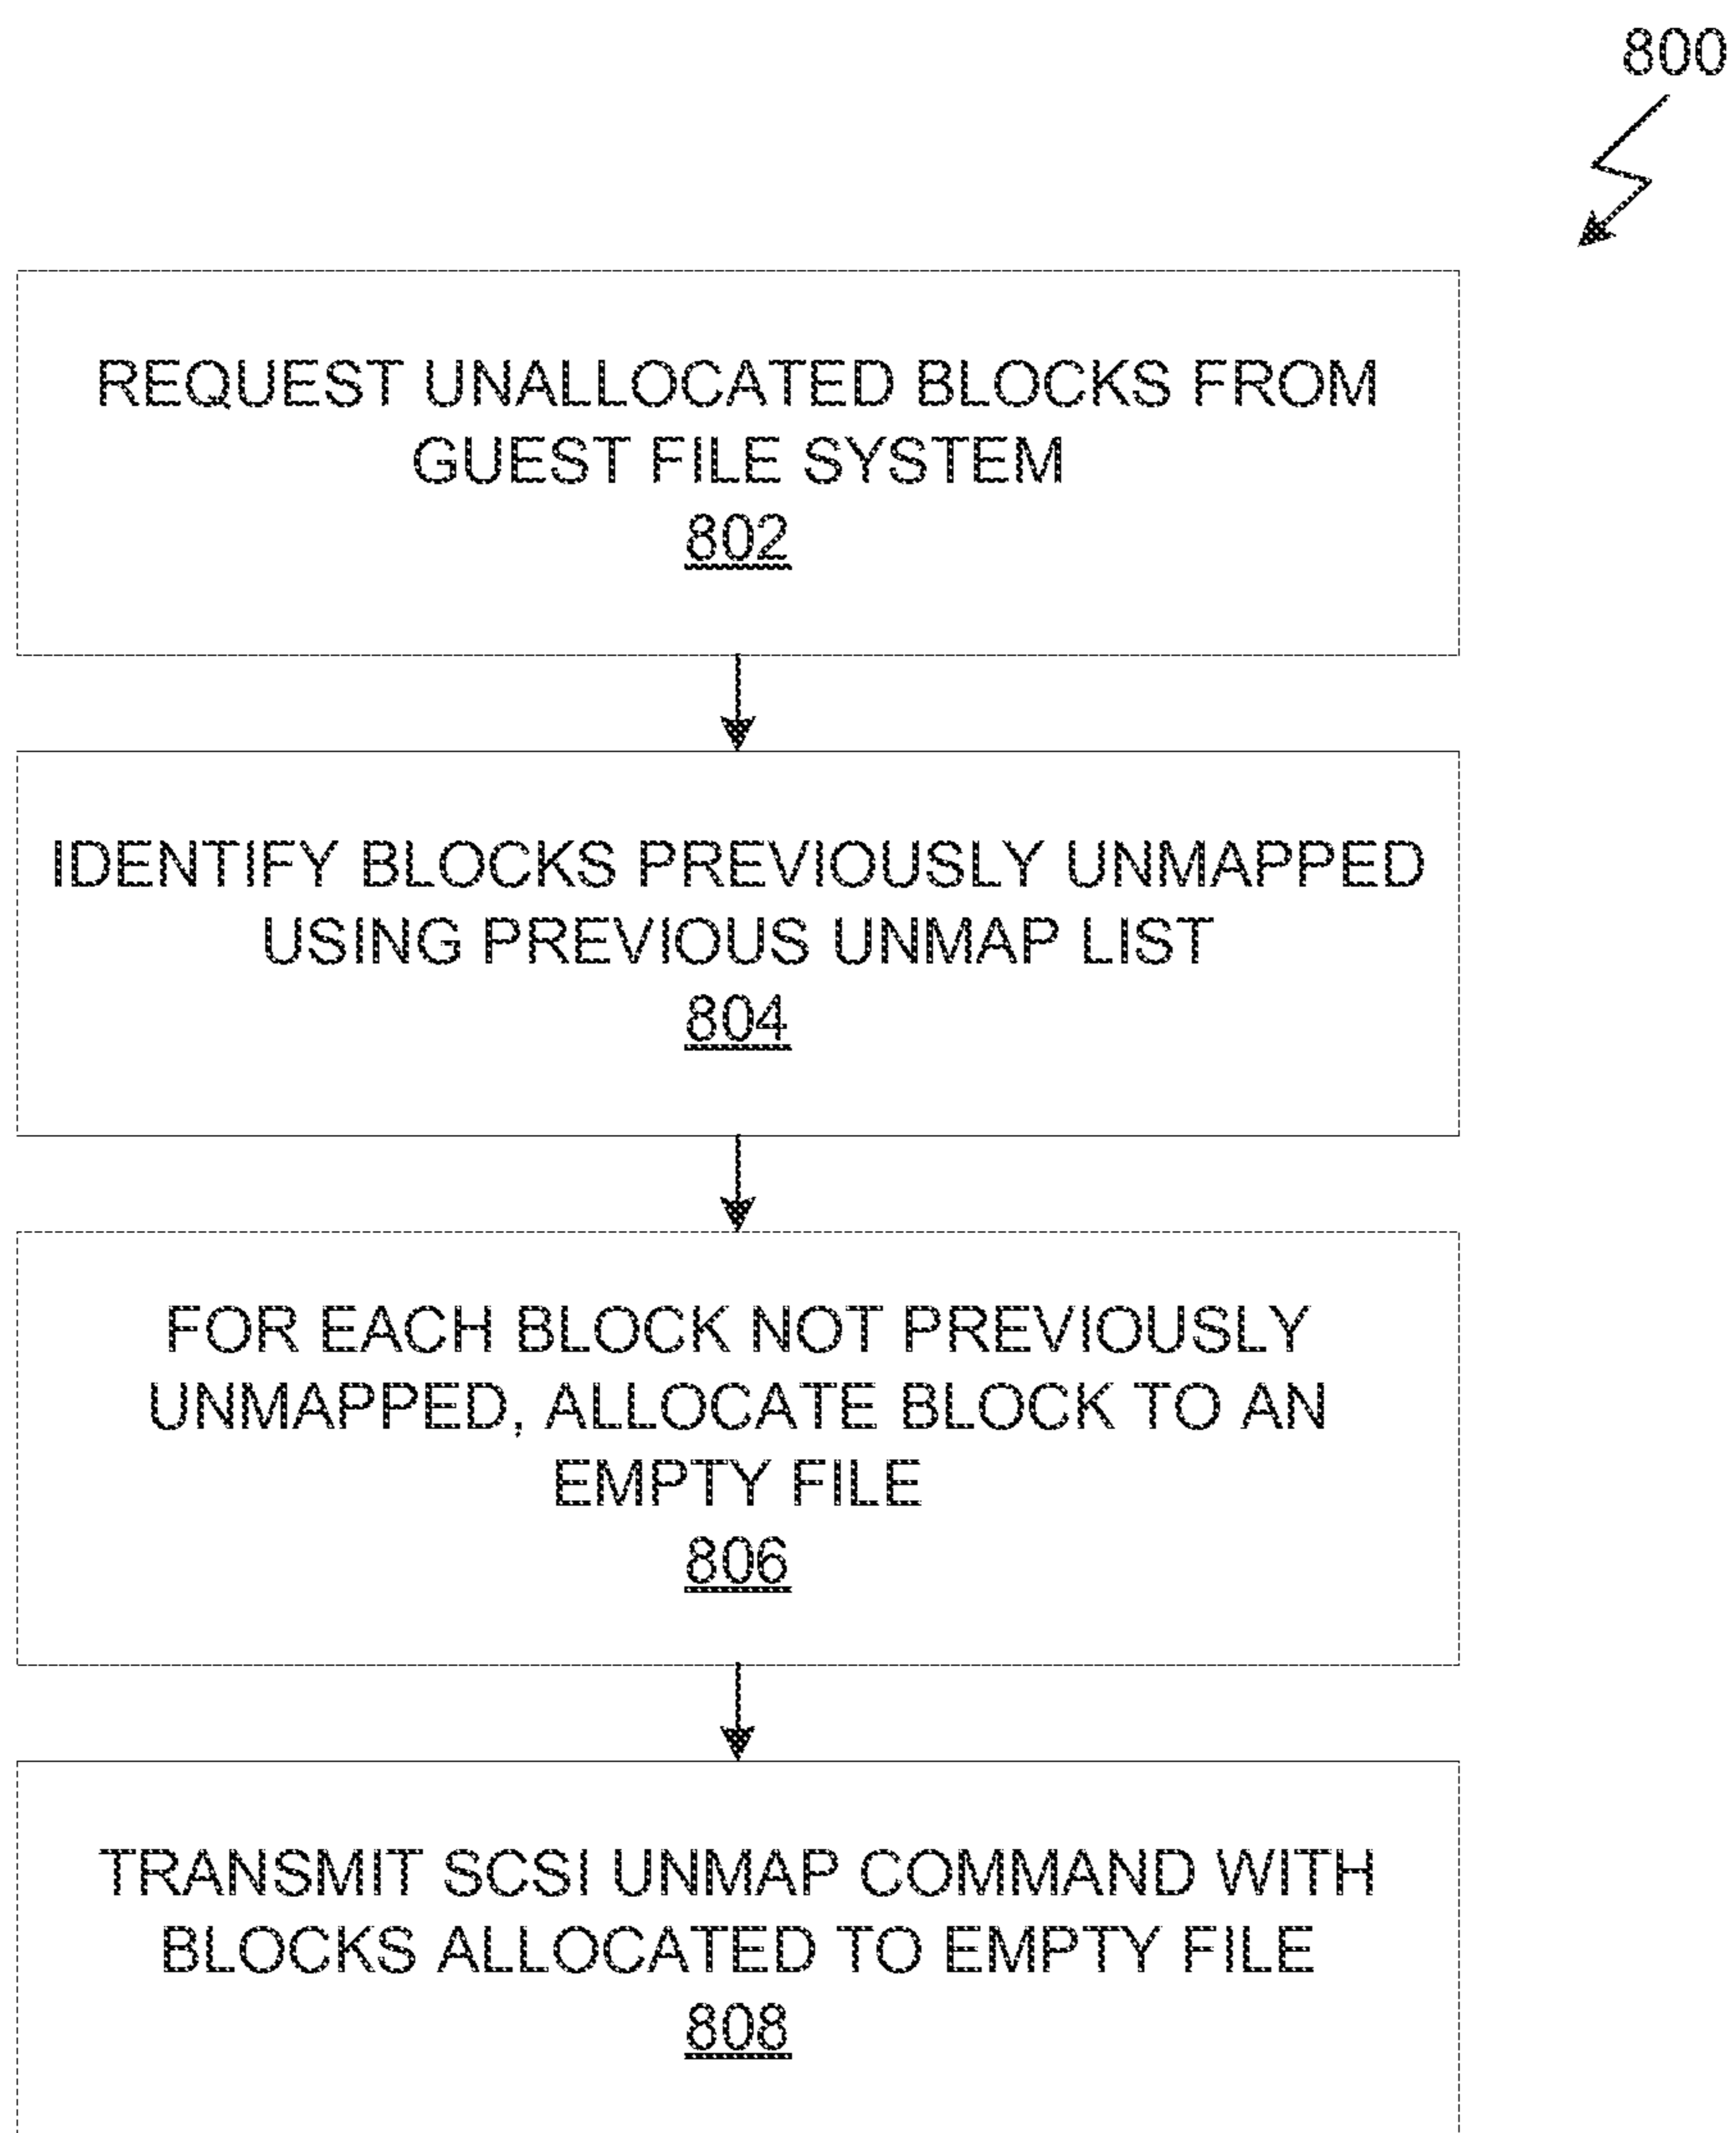 800
REQUEST UNALLOCATED BLOCKS FROM
GUEST FILE SYSTEM
802
IDENTIFY BLOCKS PREVIOUSLY UNMAPPED
USING PREVIOUS UNMAP LIST
804
FOR EACH BLOCK NOT PREVIOUSLY
UNMAPPED, ALLOCATE BLOCK TO AN
EMPTY FILE
806
TRANSMIT SCSI UNMAP COMMAND WITH
BLOCKS ALLOCATED TO EMPTY FILE
808